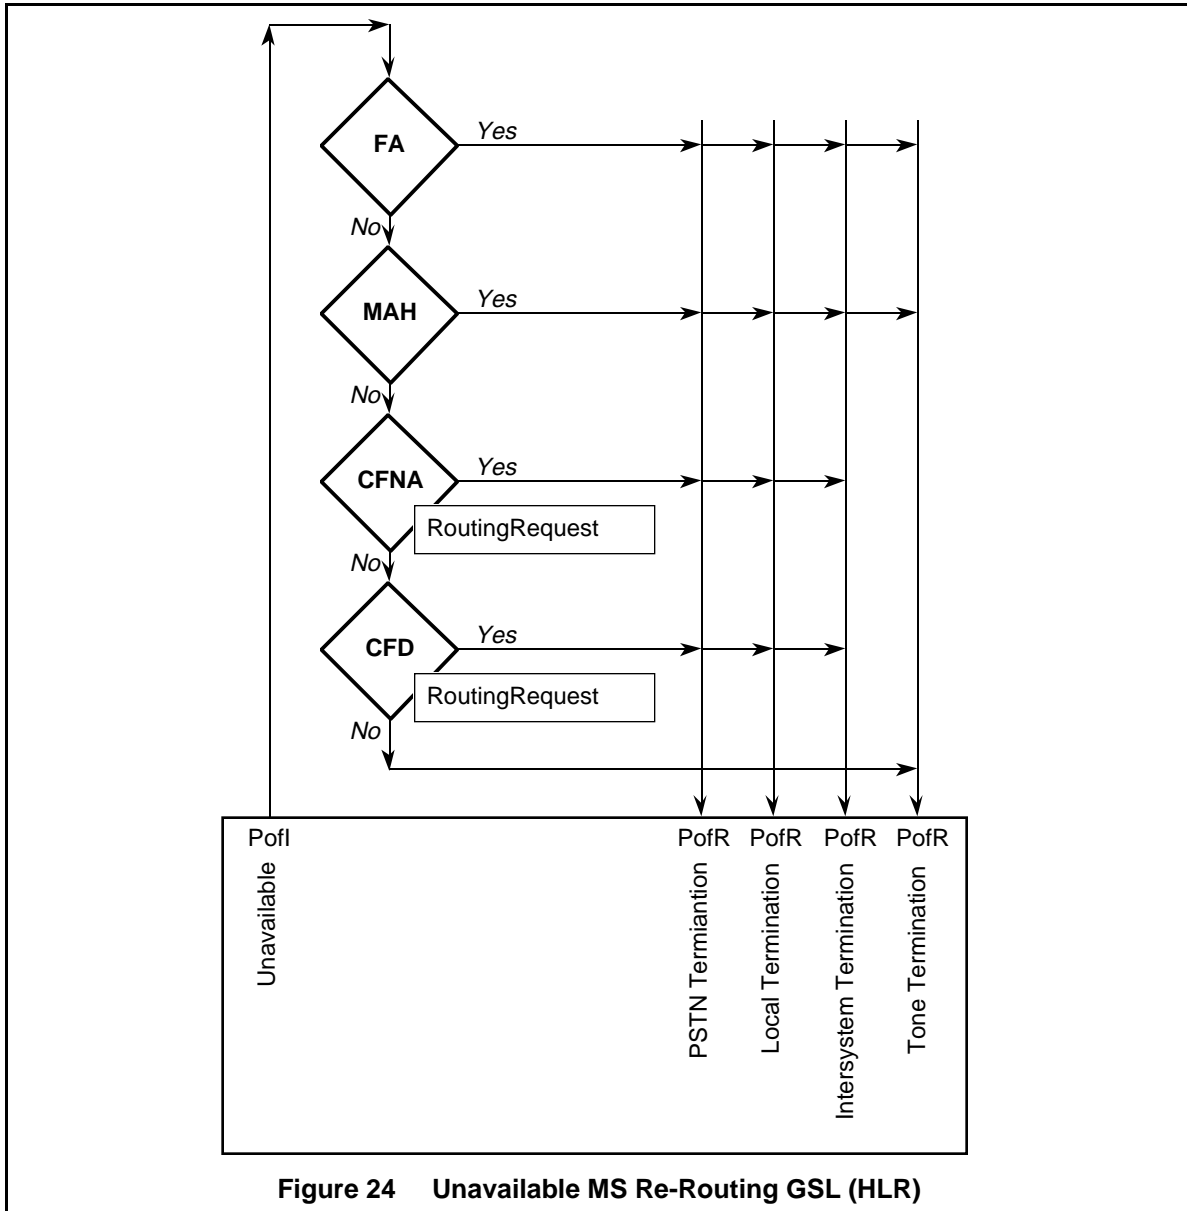 FA
Yes
No
MAH
Yes
No
CFNA
Yes
RoutingRequest
No
CFD
Yes
RoutingRequest
No
PofI
PofR
PofR
PofR
PofR
Unavailable
PSTN Termiantion
Local Termination
Intersystem Termination
Tone Termination
Figure 24 Unavailable MS Re-Routing GSL (HLR)